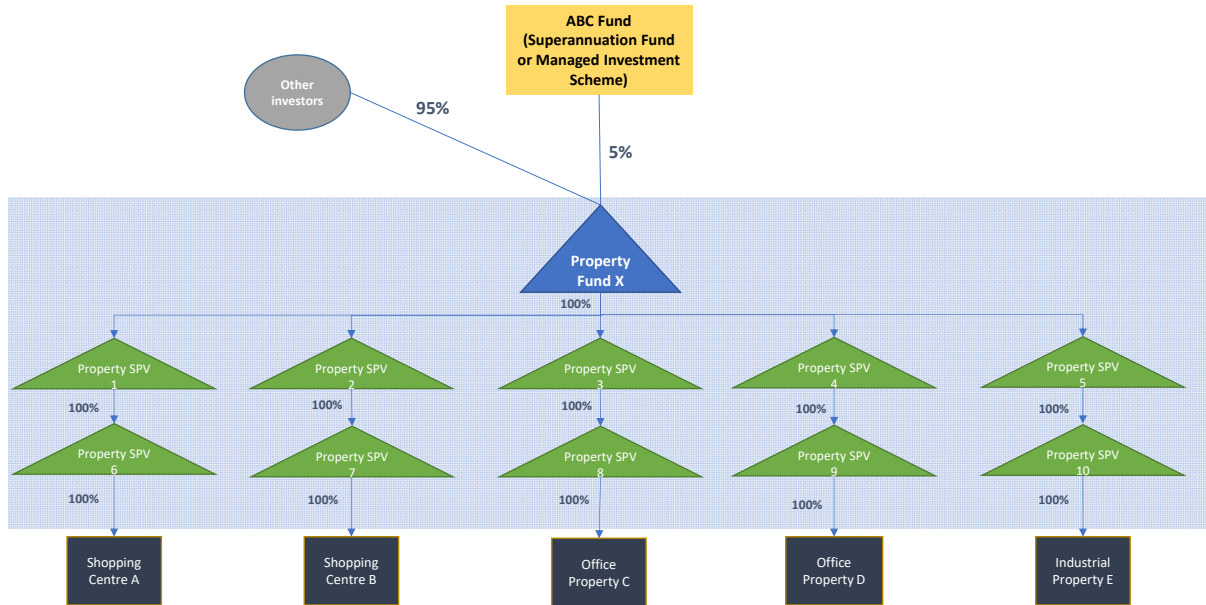 ABC Fund
(Superannuation Fund
or Managed Investment
Scheme)
Other
investors
95%
5%
Property
Fund X
100%
Property SPV
1
Property SPV
2
Property SPV
3
Property SPV
4
Property SPV
5
100%
100%
100%
100%
100%
Property SPV
6
Property SPV
7
Property SPV
8
Property SPV
9
Property SPV
10
100%
100%
100%
100%
100%
Shopping
Centre A
Shopping
Centre B
Office
Property C
Office
Property D
Industrial
Property E